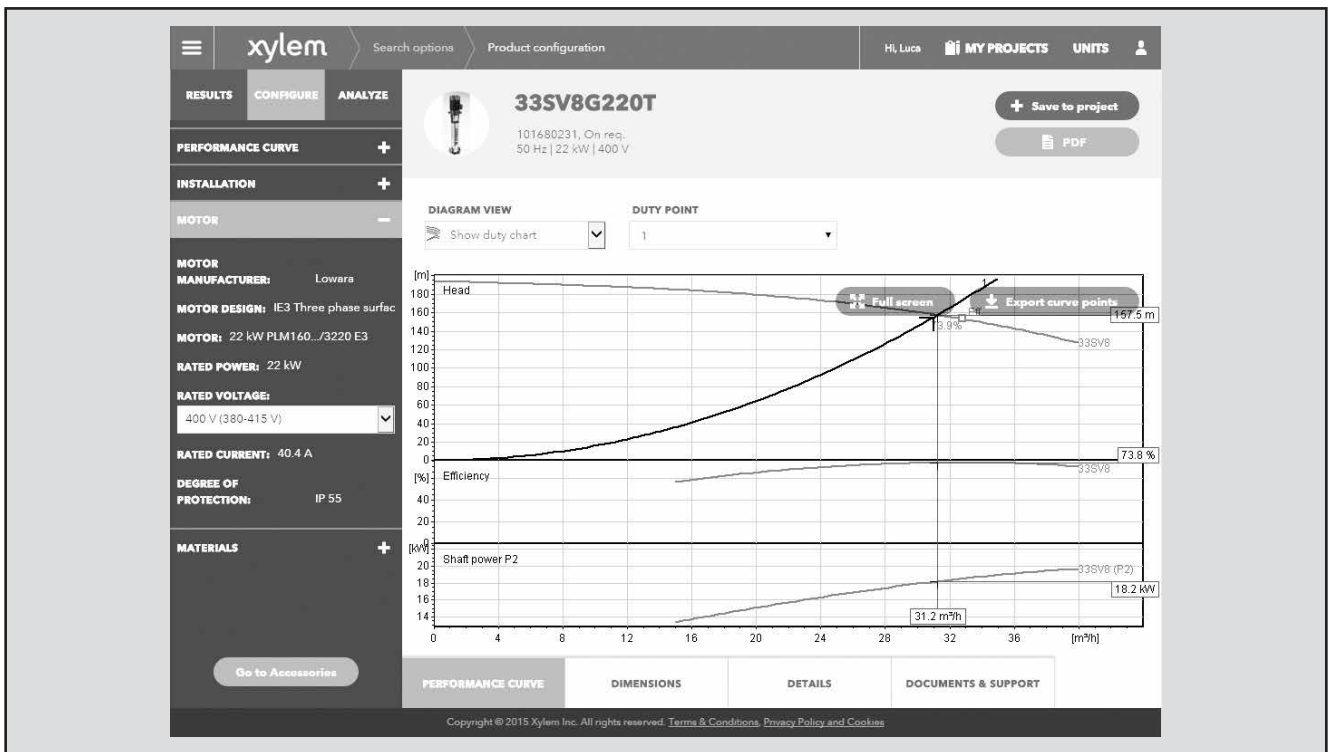 xylem
Search options
Product configuration
Hi, Luca
MY PROJECTS
UNITS
RESULTS
CONFIGURE
ANALYZE
PERFORMANCE CURVE
INSTALLATION
MOTOR
MOTOR
MANUFACTURER: Lowara
MOTOR DESIGN: IE3 Three phase surfac
MOTOR: 22 kW PLM160.../3220 E3
RATED POWER: 22 kW
RATED VOLTAGE:
400 V (380-415 V)
RATED CURRENT: 40.4 A
DEGREE OF
PROTECTION: IP 55
MATERIALS
Go to Accessories
33SV8G220T
101680231, On req.
50 Hz | 22 kW | 400 V
+ Save to project
PDF
DIAGRAM VIEW
Show duty chart
DUTY POINT
1
[m]
Head
180
160
140
120
100
80
60
40
20
0
1
Full screen
Export curve points
Eff.
3.9%
157.5 m
33SV8
[%]
Efficiency
40
20
0
73.8 %
33SV8
[kW]
Shaft power P2
20
18
16
14
33SV8 (P2)
18.2 kW
31.2 m³/h
0 4 8 12 16 20 24 28 32 36 [m³/h]
PERFORMANCE CURVE
DIMENSIONS
DETAILS
DOCUMENTS & SUPPORT
Copyright © 2015 Xylem Inc. All rights reserved. Terms & Conditions, Privacy Policy and Cookies